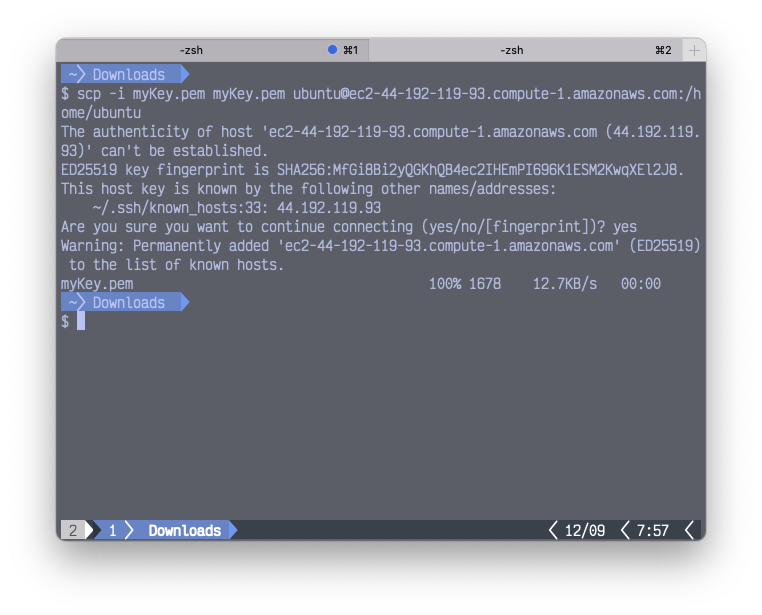 -zsh ⌘1 -zsh ⌘2 +
~ Downloads
$ scp -i myKey.pem myKey.pem ubuntu@ec2-44-192-119-93.compute-1.amazonaws.com:/h
ome/ubuntu
The authenticity of host 'ec2-44-192-119-93.compute-1.amazonaws.com (44.192.119.
93)' can't be established.
ED25519 key fingerprint is SHA256:MfGi8Bi2yQGKhQB4ec2IHEmPI696K1ESM2KwqXEl2J8.
This host key is known by the following other names/addresses:
    ~/.ssh/known_hosts:33: 44.192.119.93
Are you sure you want to continue connecting (yes/no/[fingerprint])? yes
Warning: Permanently added 'ec2-44-192-119-93.compute-1.amazonaws.com' (ED25519)
 to the list of known hosts.
myKey.pem 100% 1678 12.7KB/s 00:00
~ Downloads
$
2 1 Downloads 12/09 7:57